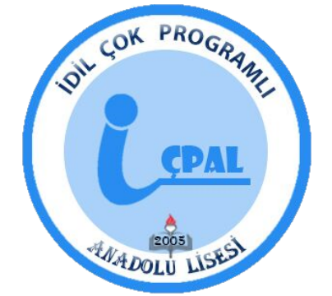 İDİL ÇOK PROGRAMLI
İÇPAL
2005
ANADOLU LİSESİ